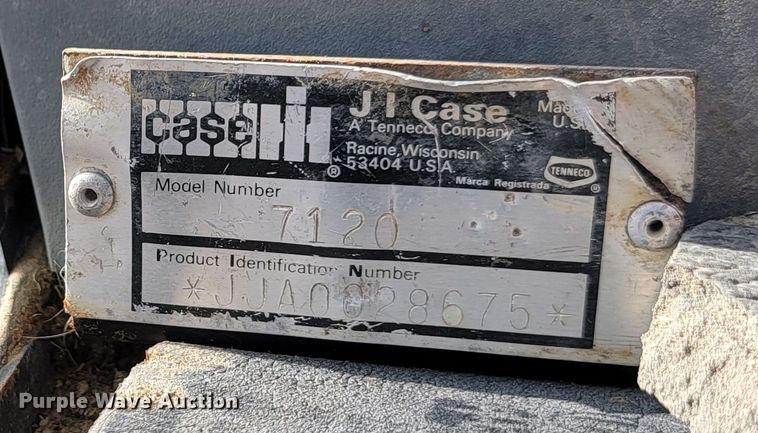 case IH ®
J I Case
A Tenneco Company
Racine, Wisconsin
53404 U.S.A.
Marca Registrada
TENNECO ®
Model Number
7120
Product Identification Number
*JJA0028675*
Purple Wave Auction